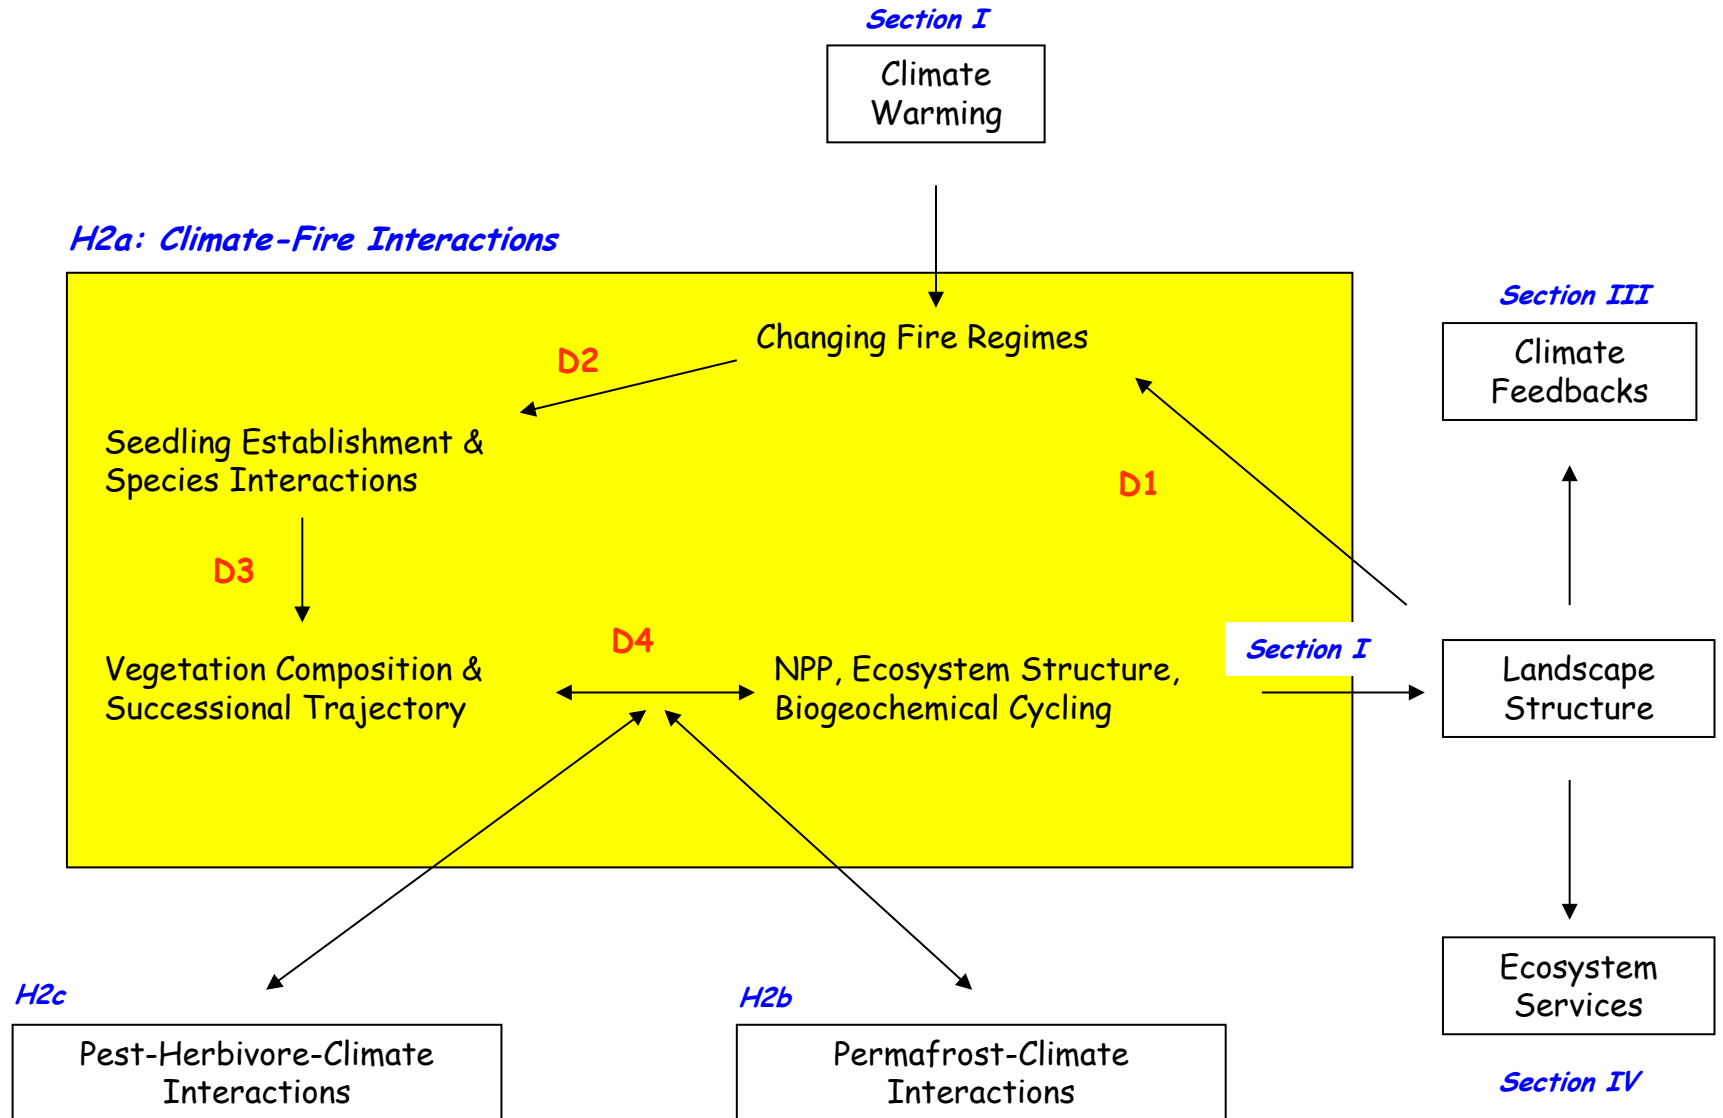 Section I
Climate
Warming
H2a: Climate-Fire Interactions
Section III
Changing Fire Regimes
Climate
Feedbacks
D2
Seedling Establishment &
Species Interactions
D1
D3
D4
Section I
Vegetation Composition &
Successional Trajectory
NPP, Ecosystem Structure,
Biogeochemical Cycling
Landscape
Structure
Ecosystem
Services
H2c
H2b
Pest-Herbivore-Climate
Interactions
Permafrost-Climate
Interactions
Section IV